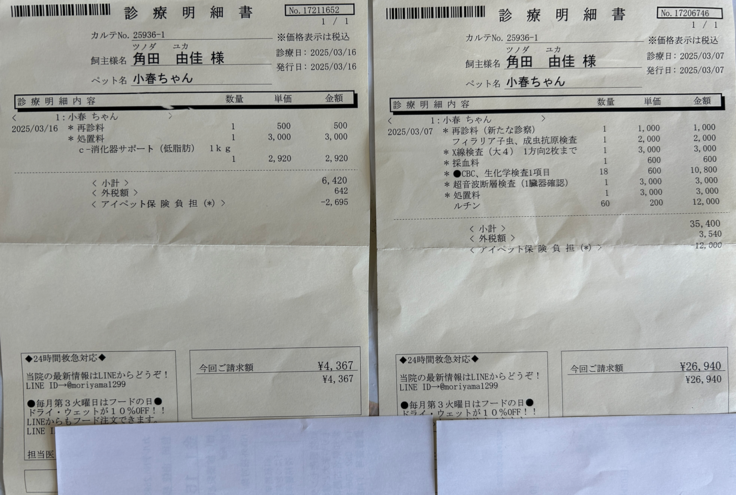 診療明細書
No.17211652
1 / 1
カルテNo. 25936-1
※価格表示は税込
ツノダ ユカ
飼主様名 角田 由佳 様
診療日: 2025/03/16
発行日: 2025/03/16
ペット名 小春ちゃん
診療明細内容 数量 単価 金額
< 1:小春 ちゃん >
2025/03/16 *再診料 1 500 500
*処置料 1 3,000 3,000
c-消化器サポート（低脂肪） 1kg
1 2,920 2,920
< 小計 > 6,420
< 外税額 > 642
< アイペット保 険 負 担 (*) > -2,695
◆24時間救急対応◆
当院の最新情報はLINEからどうぞ！
LINE ID→@moriyama1299
●毎月第3火曜日はフードの日●
ドライ・ウェットが10%OFF！！
LINEからもフード注文できます。
LINE I
担当医
今回ご請求額 ¥4,367
¥4,367
診療明細書
No.17206746
1 / 1
カルテNo. 25936-1
※価格表示は税込
ツノダ ユカ
飼主様名 角田 由佳 様
診療日: 2025/03/07
発行日: 2025/03/07
ペット名 小春ちゃん
診療明細内容 数量 単価 金額
< 1:小春 ちゃん >
2025/03/07 *再診料（新たな診察） 1 1,000 1,000
フィラリア子虫、成虫抗原検査 1 2,000 2,000
*X線検査（大4） 1方向2枚まで 1 3,000 3,000
*採血料 1 600 600
*●CBC、生化学検査1項目 18 600 10,800
*超音波断層検査（1臓器確認） 1 3,000 3,000
*処置料 1 3,000 3,000
ルチン 60 200 12,000
< 小計 > 35,400
< 外税額 > 3,540
< アイペット保 険 負 担 (*) > -12,000
◆24時間救急対応◆
当院の最新情報はLINEからどうぞ！
LINE ID→@moriyama1299
●毎月第3火曜日はフードの日●
ドライ・ウェットが10%OFF！！
今回ご請求額 ¥26,940
¥26,940